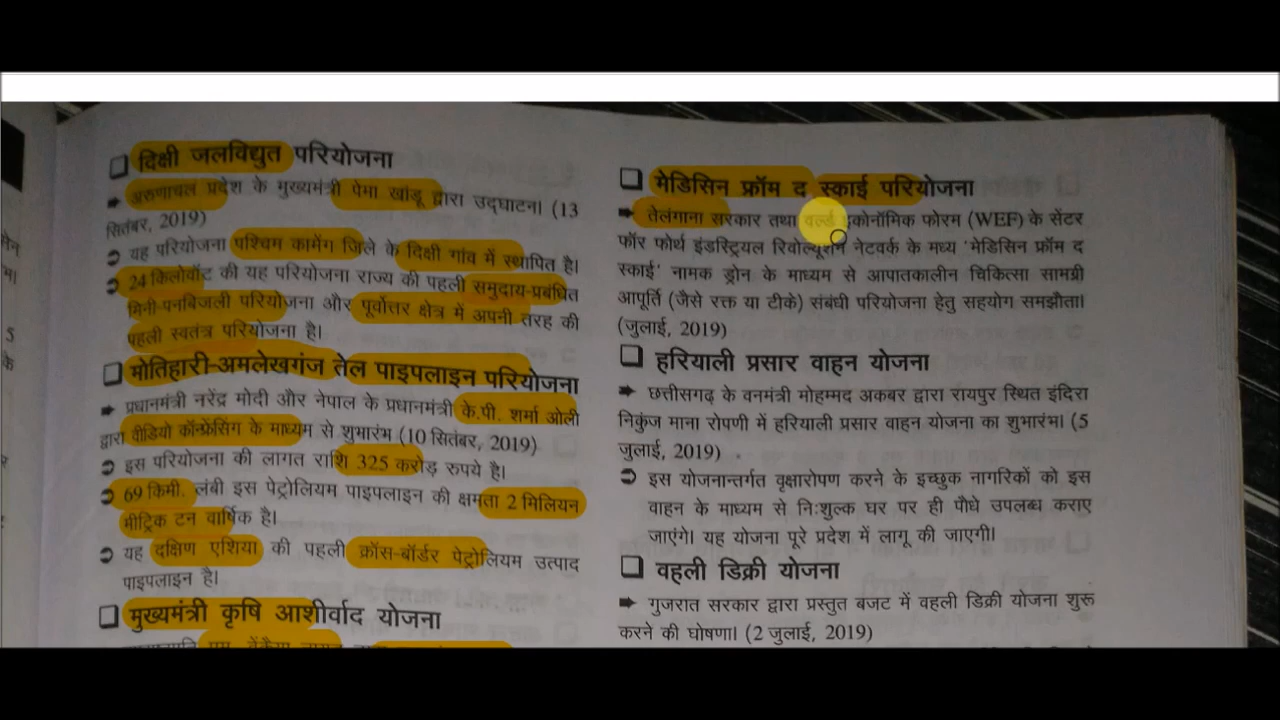 दिक्षी जलविद्युत परियोजना
अरुणाचल प्रदेश के मुख्यमंत्री पेमा खांडू द्वारा उद्घाटन। (13
सितंबर, 2019)
यह परियोजना पश्चिम कामेंग जिले के दिक्षी गांव में स्थापित है।
24 किलोवॉट की यह परियोजना राज्य की पहली समुदाय-प्रबंधित
मिनी-पनबिजली परियोजना और पूर्वोत्तर क्षेत्र में अपनी तरह की
पहली स्वतंत्र परियोजना है।
मोतिहारी-अमलेखगंज तेल पाइपलाइन परियोजना
प्रधानमंत्री नरेंद्र मोदी और नेपाल के प्रधानमंत्री के.पी. शर्मा ओली
द्वारा वीडियो कॉन्फ्रेंसिंग के माध्यम से शुभारंभ (10 सितंबर, 2019)
इस परियोजना की लागत राशि 325 करोड़ रुपये है।
69 किमी. लंबी इस पेट्रोलियम पाइपलाइन की क्षमता 2 मिलियन
मीट्रिक टन वार्षिक है।
यह दक्षिण एशिया की पहली क्रॉस-बॉर्डर पेट्रोलियम उत्पाद
पाइपलाइन है।
मुख्यमंत्री कृषि आशीर्वाद योजना
मेडिसिन फ्रॉम द स्काई परियोजना
तेलंगाना सरकार तथा वर्ल्ड इकोनॉमिक फोरम (WEF) के सेंटर
फॉर फोर्थ इंडस्ट्रियल रिवोल्यूशन नेटवर्क के मध्य 'मेडिसिन फ्रॉम द
स्काई' नामक ड्रोन के माध्यम से आपातकालीन चिकित्सा सामग्री
आपूर्ति (जैसे रक्त या टीके) संबंधी परियोजना हेतु सहयोग समझौता।
(जुलाई, 2019)
हरियाली प्रसार वाहन योजना
छत्तीसगढ़ के वनमंत्री मोहम्मद अकबर द्वारा रायपुर स्थित इंदिरा
निकुंज माना रोपणी में हरियाली प्रसार वाहन योजना का शुभारंभ। (5
जुलाई, 2019)
इस योजनान्तर्गत वृक्षारोपण करने के इच्छुक नागरिकों को इस
वाहन के माध्यम से निःशुल्क घर पर ही पौधे उपलब्ध कराए
जाएंगे। यह योजना पूरे प्रदेश में लागू की जाएगी।
वहली डिक्री योजना
गुजरात सरकार द्वारा प्रस्तुत बजट में वहली डिक्री योजना शुरू
करने की घोषणा। (2 जुलाई, 2019)